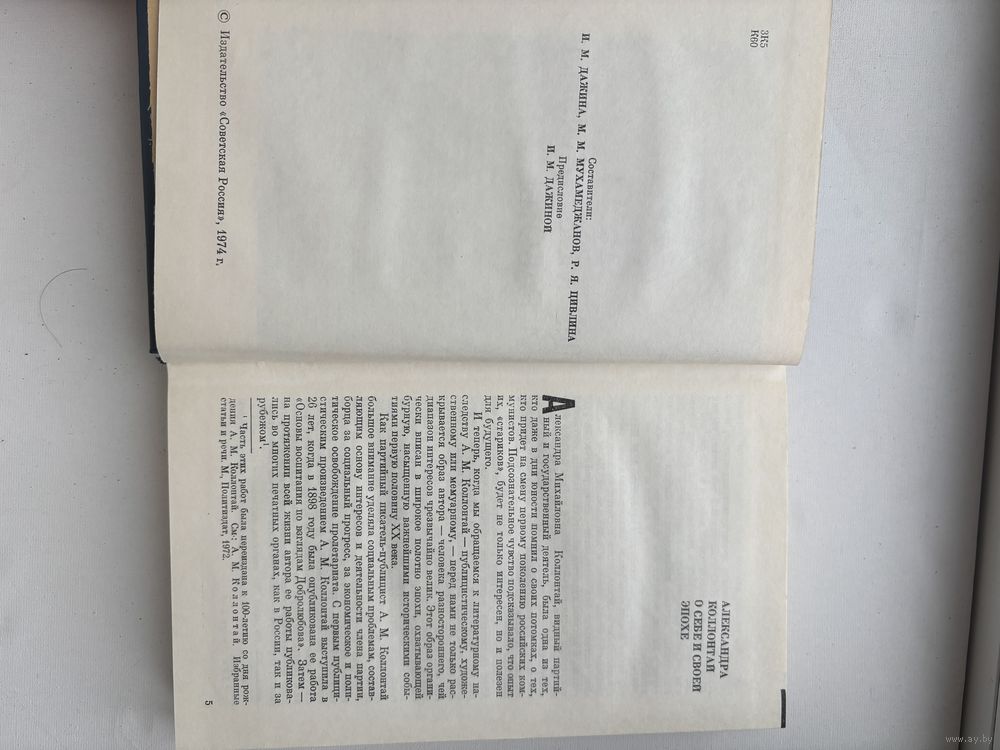 ЗК5
К60
Составители:
И. М. ДАЖИНА, М. М. МУХАМЕДЖАНОВ, Р. Я. ЦИВЛИНА
Предисловие
И. М. ДАЖИНОЙ
© Издательство «Советская Россия», 1974 г,
АЛЕКСАНДРА
КОЛЛОНТАЙ
О СЕБЕ И СВОЕЙ
ЭПОХЕ
Александра Михайловна Коллонтай, видный партий-
ный и государственный деятель, была одна из тех,
кто даже в дни юности помнил о своих потомках, о тех,
кто придет на смену первому поколению российских ком-
мунистов. Подсознательное чувство подсказывало, что опыт
их, «стариков», будет не только интересен, но и полезен
для будущего.
И теперь, когда мы обращаемся к литературному на-
следству А. М. Коллонтай — публицистическому, художе-
ственному или мемуарному, — перед нами не только рас-
крывается образ автора — человека разностороннего, чей
диапазон интересов чрезвычайно велик. Этот образ органи-
чески вписан в широкое полотно эпохи, охватывающей
бурную, насыщенную важнейшими историческими собы-
тиями первую половину XX века.
Как партийный писатель-публицист А. М. Коллонтай
большое внимание уделяла социальным проблемам, состав-
ляющим основу интересов и деятельности члена партии,
борца за социальный прогресс, за экономическое и поли-
тическое освобождение пролетариата. С первым публици-
стическим произведением А. М. Коллонтай выступила в
26 лет, когда в 1898 году была опубликована ее работа
«Основы воспитания по взглядам Добролюбова». Затем —
на протяжении всей жизни автора ее работы публикова-
лись во многих печатных органах, как в России, так и за
рубежом¹.
¹ Часть этих работ была переиздана к 100-летию со дня рож-
дения А. М. Коллонтай. См.: А. М. Коллонтай. Избранные
статьи и речи. М., Политиздат, 1972.
5
www.ay.by